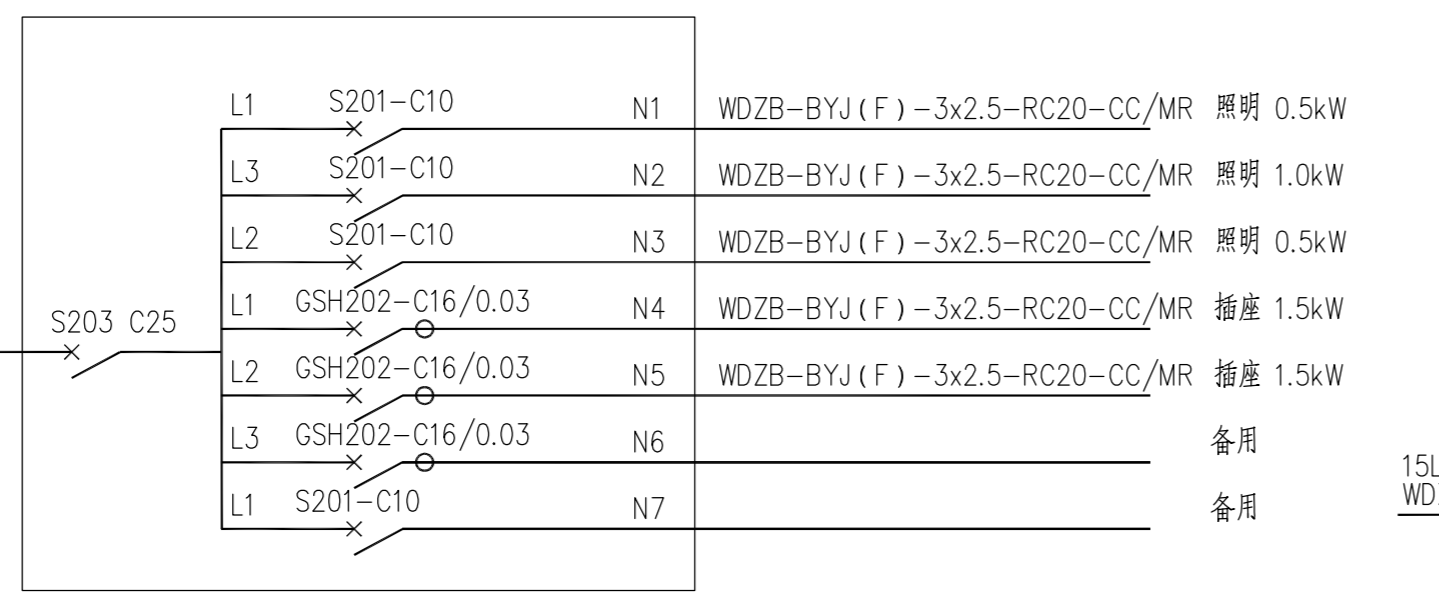 L1 S201-C10 N1 WDZB-BYJ(F)-3x2.5-RC20-CC/MR 照明 0.5kW
L3 S201-C10 N2 WDZB-BYJ(F)-3x2.5-RC20-CC/MR 照明 1.0kW
L2 S201-C10 N3 WDZB-BYJ(F)-3x2.5-RC20-CC/MR 照明 0.5kW
L1 GSH202-C16/0.03 N4 WDZB-BYJ(F)-3x2.5-RC20-CC/MR 插座 1.5kW
S203 C25
L2 GSH202-C16/0.03 N5 WDZB-BYJ(F)-3x2.5-RC20-CC/MR 插座 1.5kW
L3 GSH202-C16/0.03 N6 备用
L1 S201-C10 N7 备用
15L
WD